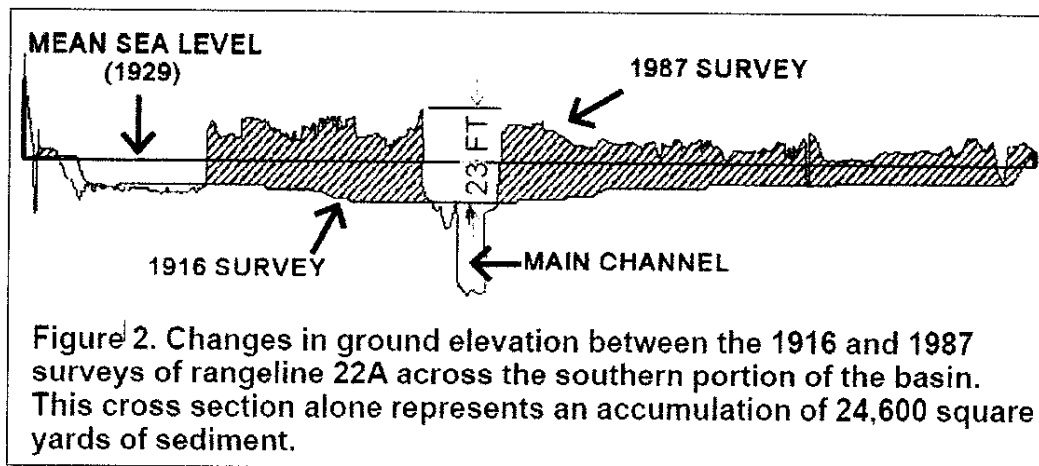 MEAN SEA LEVEL
(1929)
1987 SURVEY
23 FT
1916 SURVEY
MAIN CHANNEL
Figure 2. Changes in ground elevation between the 1916 and 1987
surveys of rangeline 22A across the southern portion of the basin.
This cross section alone represents an accumulation of 24,600 square
yards of sediment.